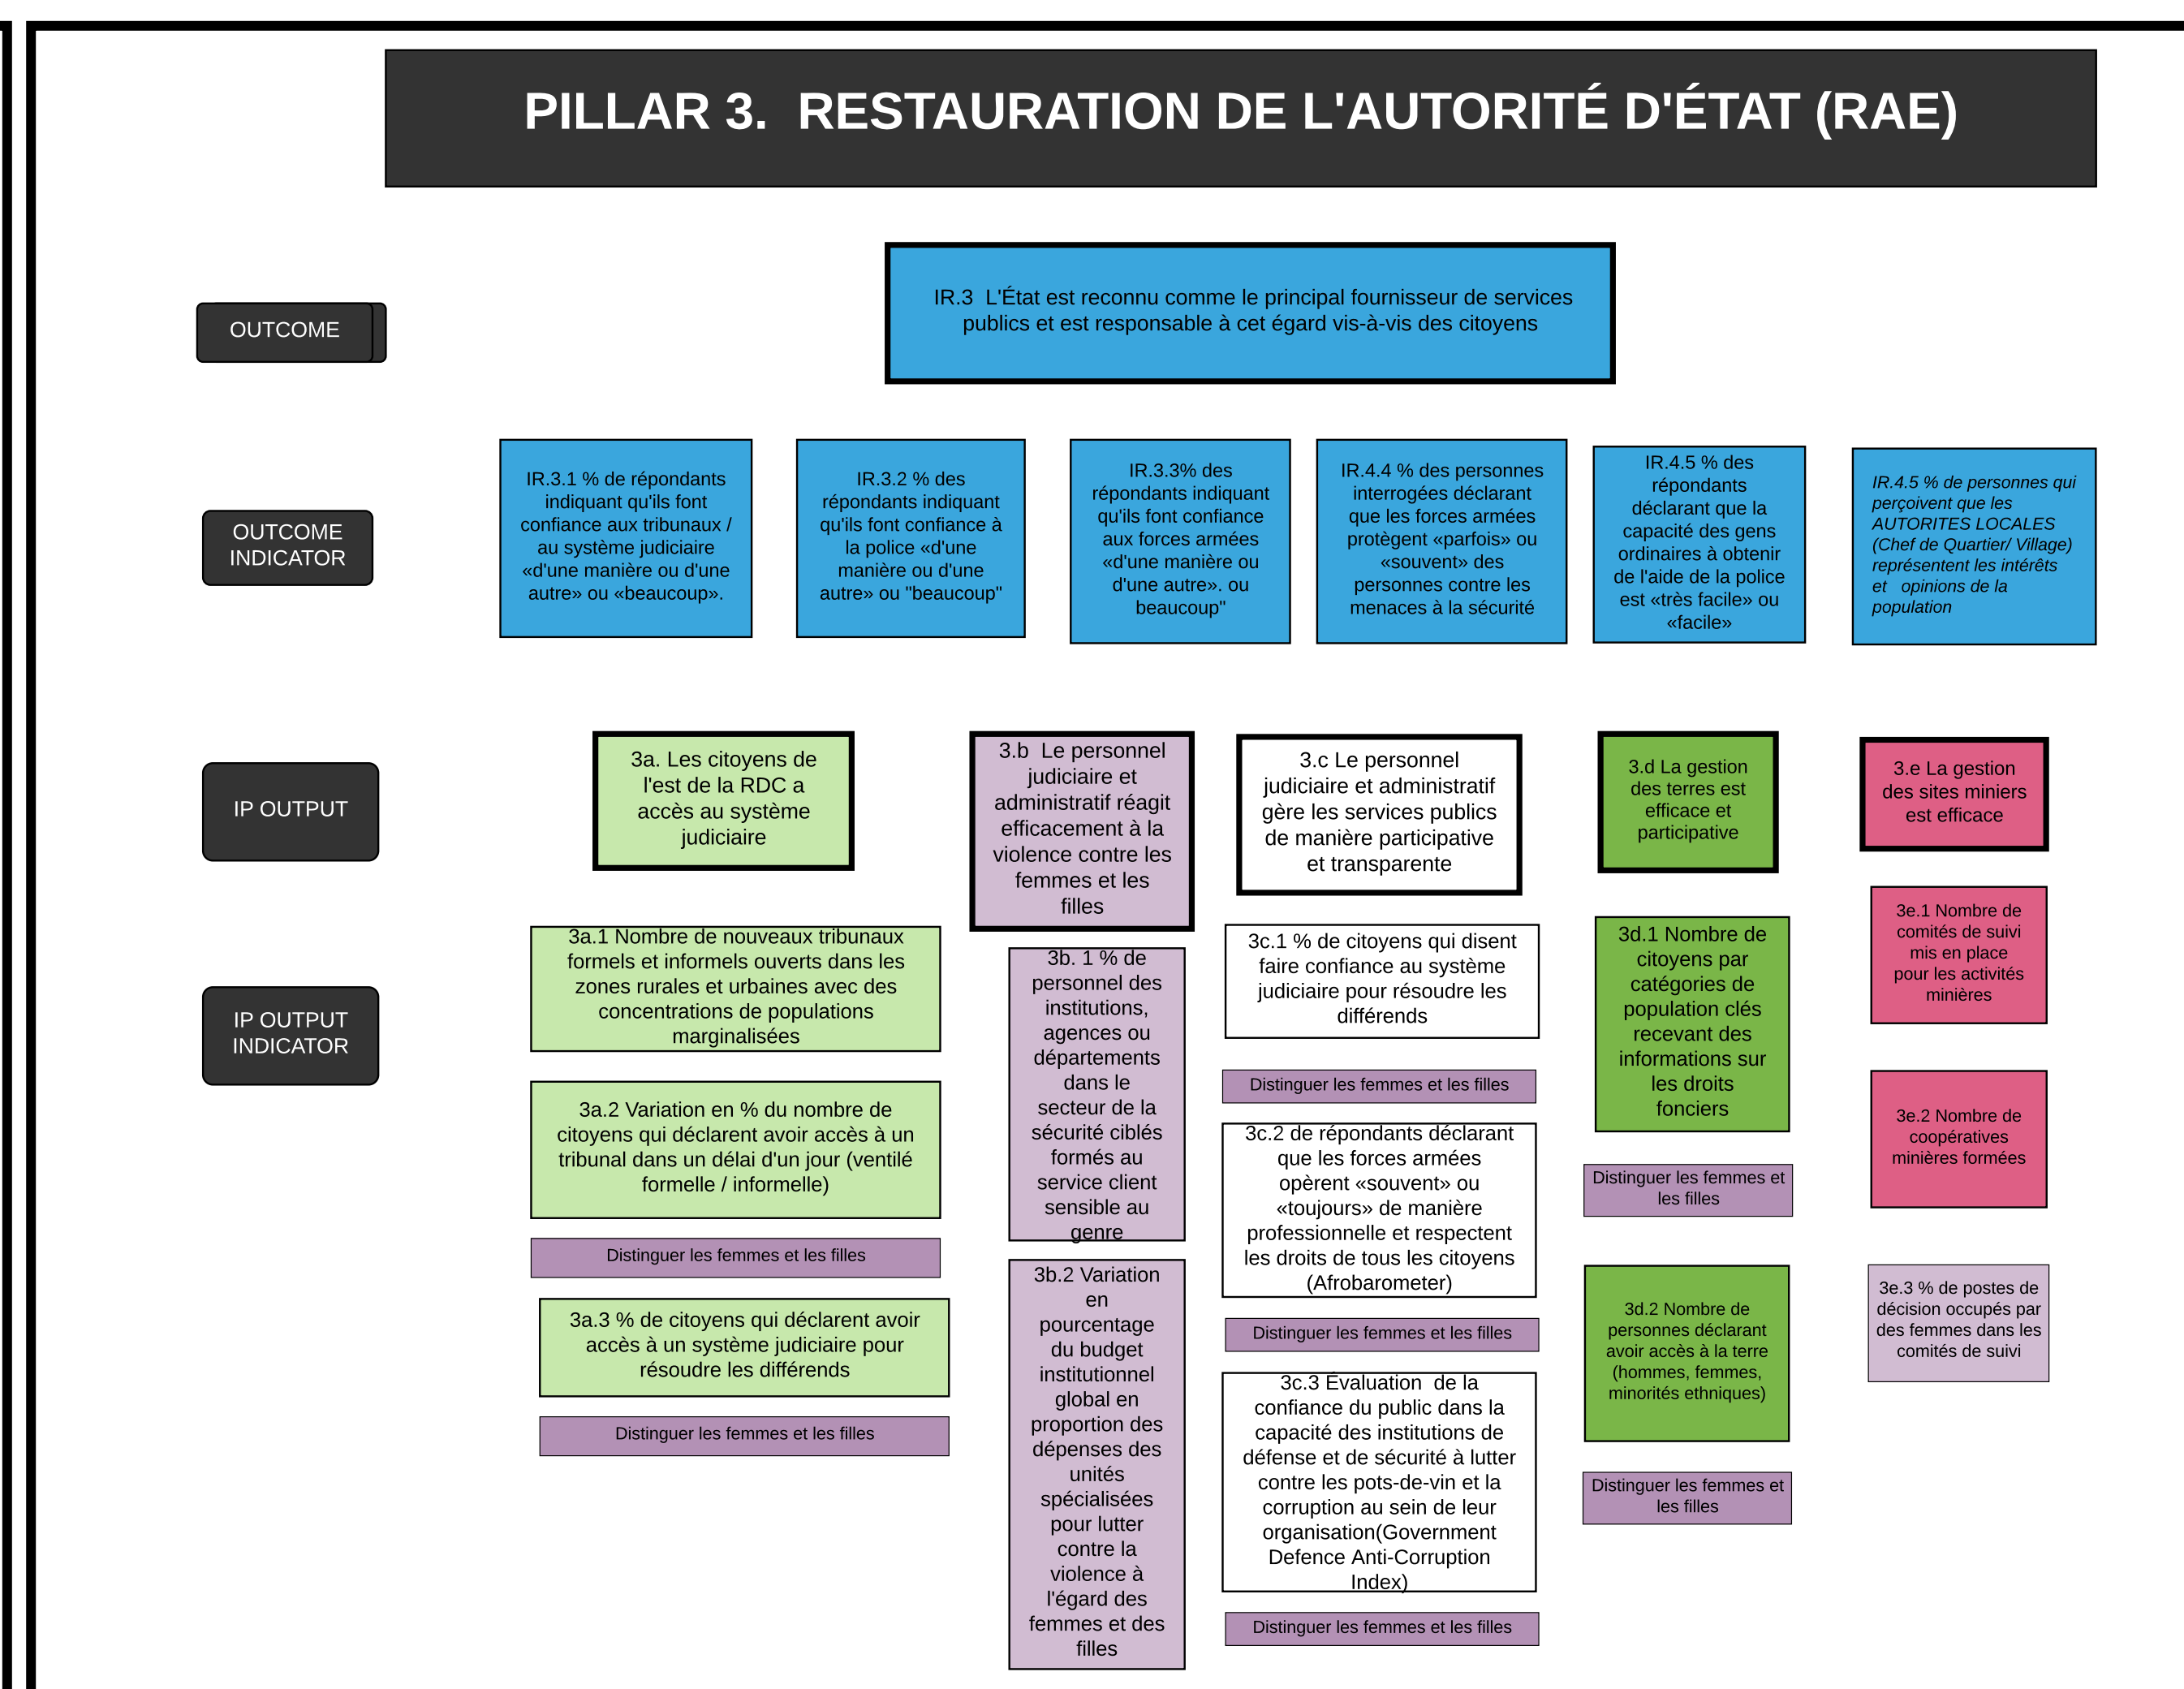 PILLAR 3.  RESTAURATION DE L'AUTORITÉ D'ÉTAT (RAE)
OUTCOME
IR.3  L'État est reconnu comme le principal fournisseur de services
publics et est responsable à cet égard vis-à-vis des citoyens
OUTCOME
INDICATOR
IR.3.1 % de répondants
indiquant qu'ils font
confiance aux tribunaux /
au système judiciaire
«d'une manière ou d'une
autre» ou «beaucoup».
IR.3.2 % des
répondants indiquant
qu'ils font confiance à
la police «d'une
manière ou d'une
autre» ou "beaucoup"
IR.3.3% des
répondants indiquant
qu'ils font confiance
aux forces armées
«d'une manière ou
d'une autre». ou
beaucoup"
IR.4.4 % des personnes
interrogées déclarant
que les forces armées
protègent «parfois» ou
«souvent» des
personnes contre les
menaces à la sécurité
IR.4.5 % des
répondants
déclarant que la
capacité des gens
ordinaires à obtenir
de l'aide de la police
est «très facile» ou
«facile»
IR.4.5 % de personnes qui
perçoivent que les
AUTORITES LOCALES
(Chef de Quartier/ Village)
représentent les intérêts
et   opinions de la
population
IP OUTPUT
3a. Les citoyens de
l'est de la RDC a
accès au système
judiciaire
3.b  Le personnel
judiciaire et
administratif réagit
efficacement à la
violence contre les
femmes et les
filles
3.c Le personnel
judiciaire et administratif
gère les services publics
de manière participative
et transparente
3.d La gestion
des terres est
efficace et
participative
3.e La gestion
des sites miniers
est efficace
IP OUTPUT
INDICATOR
3a.1 Nombre de nouveaux tribunaux
formels et informels ouverts dans les
zones rurales et urbaines avec des
concentrations de populations
marginalisées
3a.2 Variation en % du nombre de
citoyens qui déclarent avoir accès à un
tribunal dans un délai d'un jour (ventilé
formelle / informelle)
Distinguer les femmes et les filles
3a.3 % de citoyens qui déclarent avoir
accès à un système judiciaire pour
résoudre les différends
Distinguer les femmes et les filles
3b. 1 % de
personnel des
institutions,
agences ou
départements
dans le
secteur de la
sécurité ciblés
formés au
service client
sensible au
genre
3b.2 Variation
en
pourcentage
du budget
institutionnel
global en
proportion des
dépenses des
unités
spécialisées
pour lutter
contre la
violence à
l'égard des
femmes et des
filles
3c.1 % de citoyens qui disent
faire confiance au système
judiciaire pour résoudre les
différends
Distinguer les femmes et les filles
3c.2 de répondants déclarant
que les forces armées
opèrent «souvent» ou
«toujours» de manière
professionnelle et respectent
les droits de tous les citoyens
(Afrobarometer)
Distinguer les femmes et les filles
3c.3 Évaluation  de la
confiance du public dans la
capacité des institutions de
défense et de sécurité à lutter
contre les pots-de-vin et la
corruption au sein de leur
organisation(Government
Defence Anti-Corruption
Index)
Distinguer les femmes et les filles
3d.1 Nombre de
citoyens par
catégories de
population clés
recevant des
informations sur
les droits
fonciers
Distinguer les femmes et
les filles
3d.2 Nombre de
personnes déclarant
avoir accès à la terre
(hommes, femmes,
minorités ethniques)
Distinguer les femmes et
les filles
3e.1 Nombre de
comités de suivi
mis en place
pour les activités
minières
3e.2 Nombre de
coopératives
minières formées
3e.3 % de postes de
décision occupés par
des femmes dans les
comités de suivi